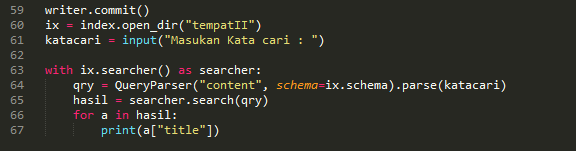 59 writer.commit()
60 ix = index.open_dir("tempatII")
61 katacari = input("Masukan Kata cari : ")
62
63 with ix.searcher() as searcher:
64     qry = QueryParser("content", schema=ix.schema).parse(katacari)
65     hasil = searcher.search(qry)
66     for a in hasil:
67         print(a["title"])